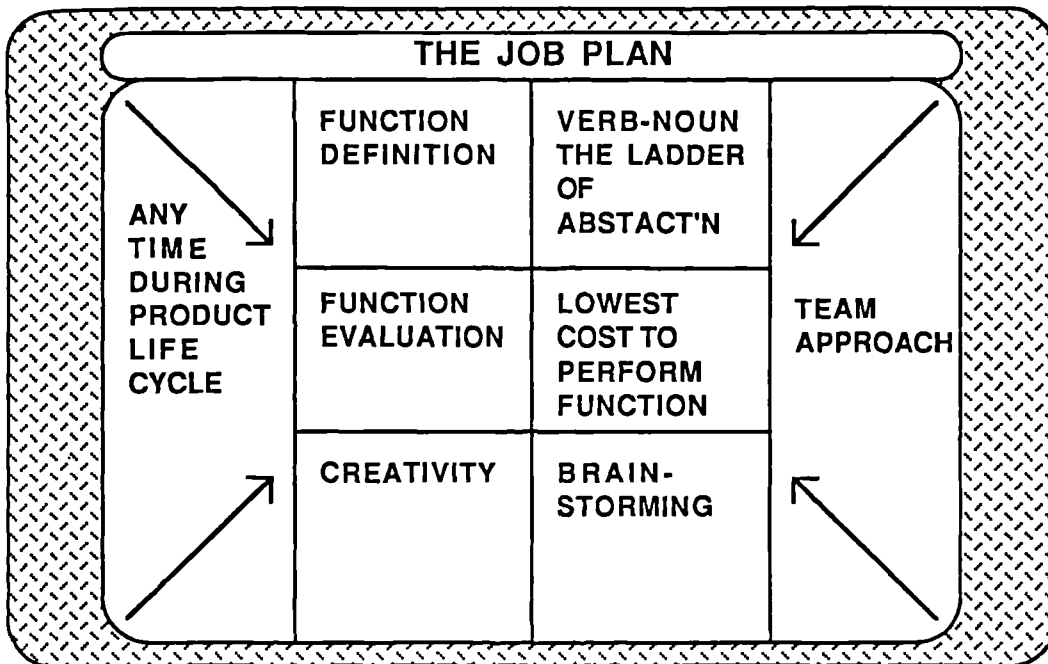 THE JOB PLAN
ANY
TIME
DURING
PRODUCT
LIFE
CYCLE
FUNCTION
DEFINITION
VERB-NOUN
THE LADDER
OF
ABSTACT'N
FUNCTION
EVALUATION
LOWEST
COST TO
PERFORM
FUNCTION
CREATIVITY
BRAIN-
STORMING
TEAM
APPROACH